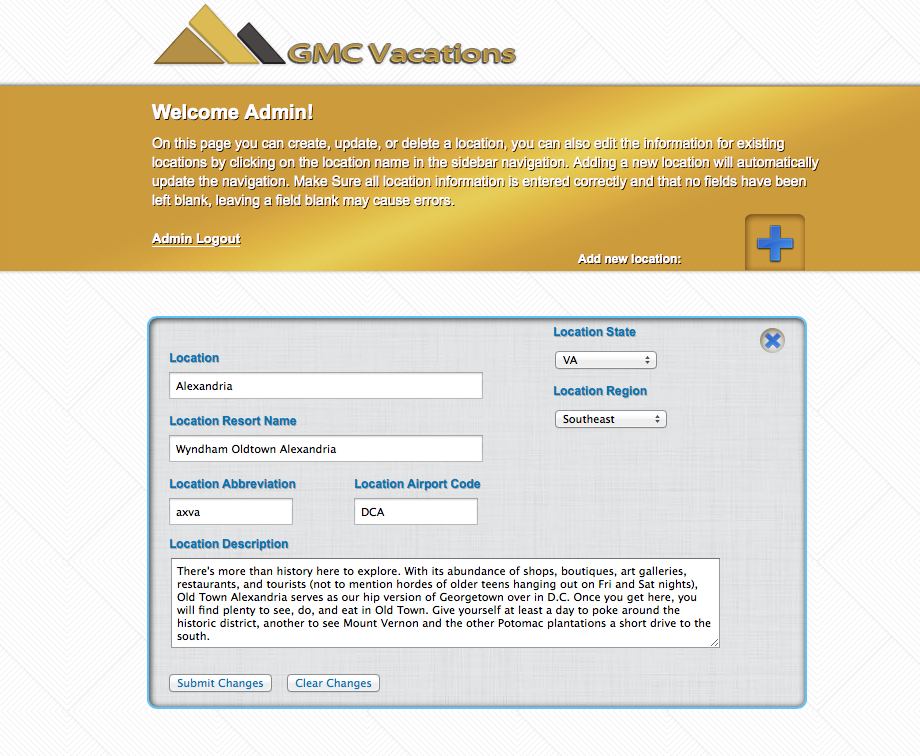 GMC Vacations
Welcome Admin!
On this page you can create, update, or delete a location, you can also edit the information for existing
locations by clicking on the location name in the sidebar navigation. Adding a new location will automatically
update the navigation. Make Sure all location information is entered correctly and that no fields have been
left blank, leaving a field blank may cause errors.
Admin Logout
Add new location:
Location State
VA
Location
Alexandria
Location Region
Southeast
Location Resort Name
Wyndham Oldtown Alexandria
Location Abbreviation
Location Airport Code
axva
DCA
Location Description
There's more than history here to explore. With its abundance of shops, boutiques, art galleries,
restaurants, and tourists (not to mention hordes of older teens hanging out on Fri and Sat nights),
Old Town Alexandria serves as our hip version of Georgetown over in D.C. Once you get here, you
will find plenty to see, do, and eat in Old Town. Give yourself at least a day to poke around the
historic district, another to see Mount Vernon and the other Potomac plantations a short drive to the
south.
Submit Changes
Clear Changes